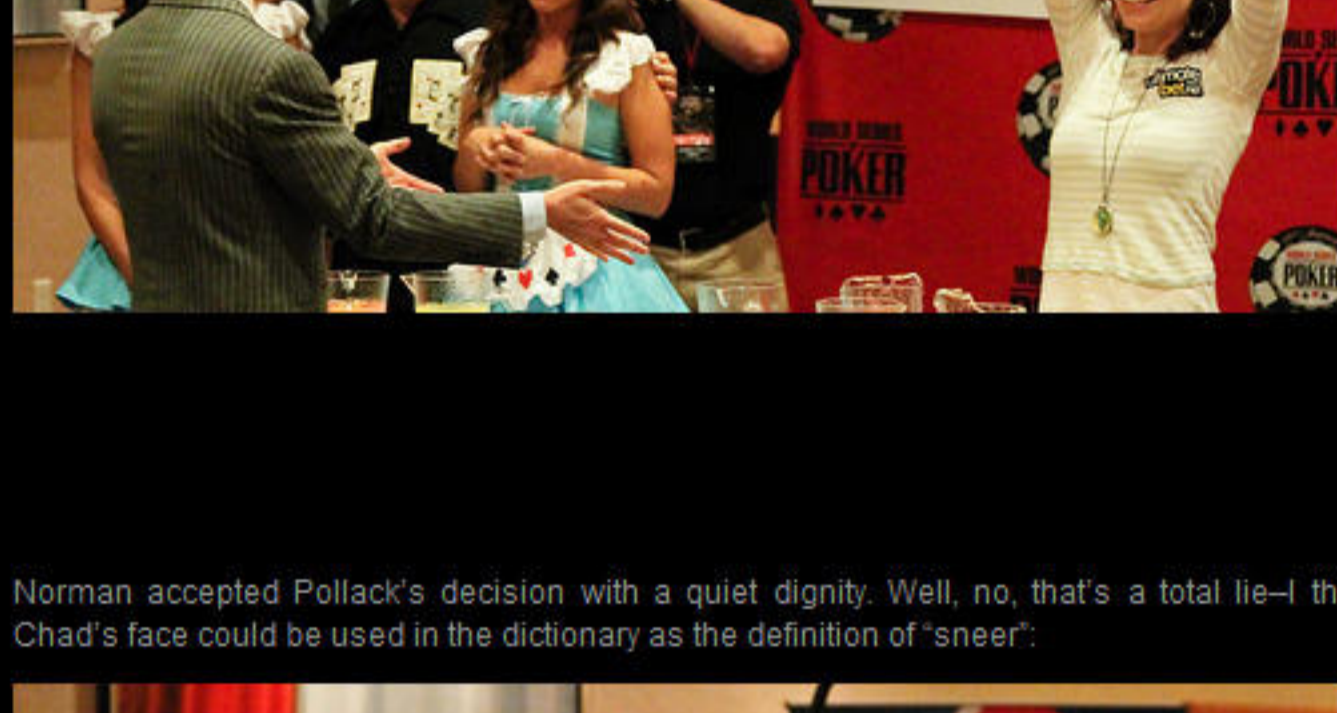 WORLD SERIES
POKER
POKER
Norman accepted Pollack's decision with a quiet dignity. Well, no, that's a total lie–I th
Chad's face could be used in the dictionary as the definition of “sneer”: